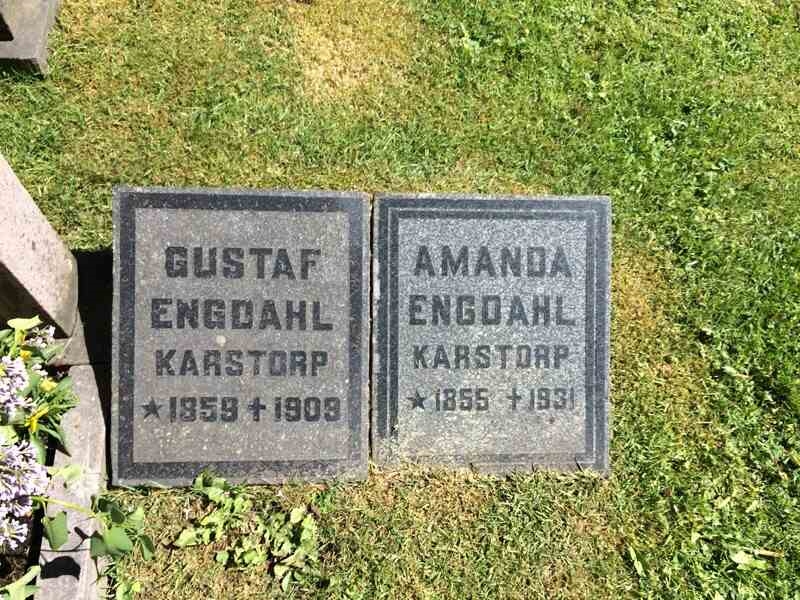 GUSTAF
ENGDAHL
KARSTORP
★1859 ✝1909
AMANDA
ENGDAHL
KARSTORP
★1855 ✝1931